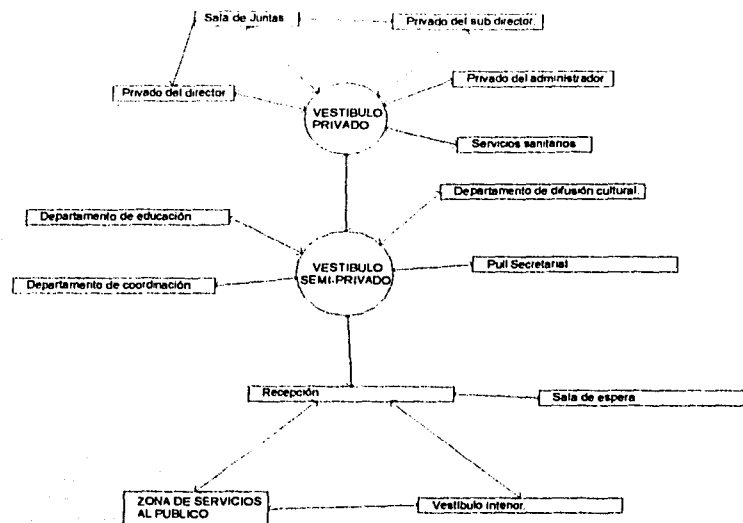 Sala de Juntas
Privado del sub director.
Privado del director
Privado del administrador
VESTIBULO
PRIVADO
Servicios sanitarios
Departamento de difusión cultural.
Departamento de educación
VESTIBULO
SEMI-PRIVADO
Pull Secretarial
Departamento de coordinación
Recepción
Sala de espera
ZONA DE SERVICIOS
AL PUBLICO
Vestíbulo interior.